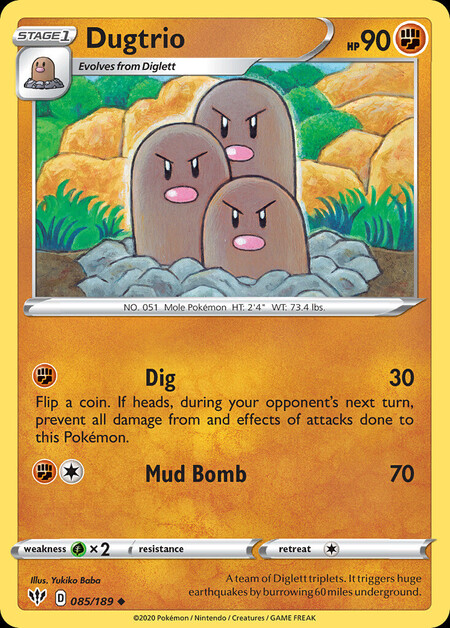 STAGE 1
Dugtrio
HP 90
Evolves from Diglett
NO. 051 Mole Pokémon HT: 2'4" WT: 73.4 lbs.
Dig 30
Flip a coin. If heads, during your opponent's next turn,
prevent all damage from and effects of attacks done to
this Pokémon.
Mud Bomb 70
weakness ×2 resistance retreat
Illus. Yukiko Baba
A team of Diglett triplets. It triggers huge
earthquakes by burrowing 60 miles underground.
D 085/189
©2020 Pokémon / Nintendo / Creatures / GAME FREAK